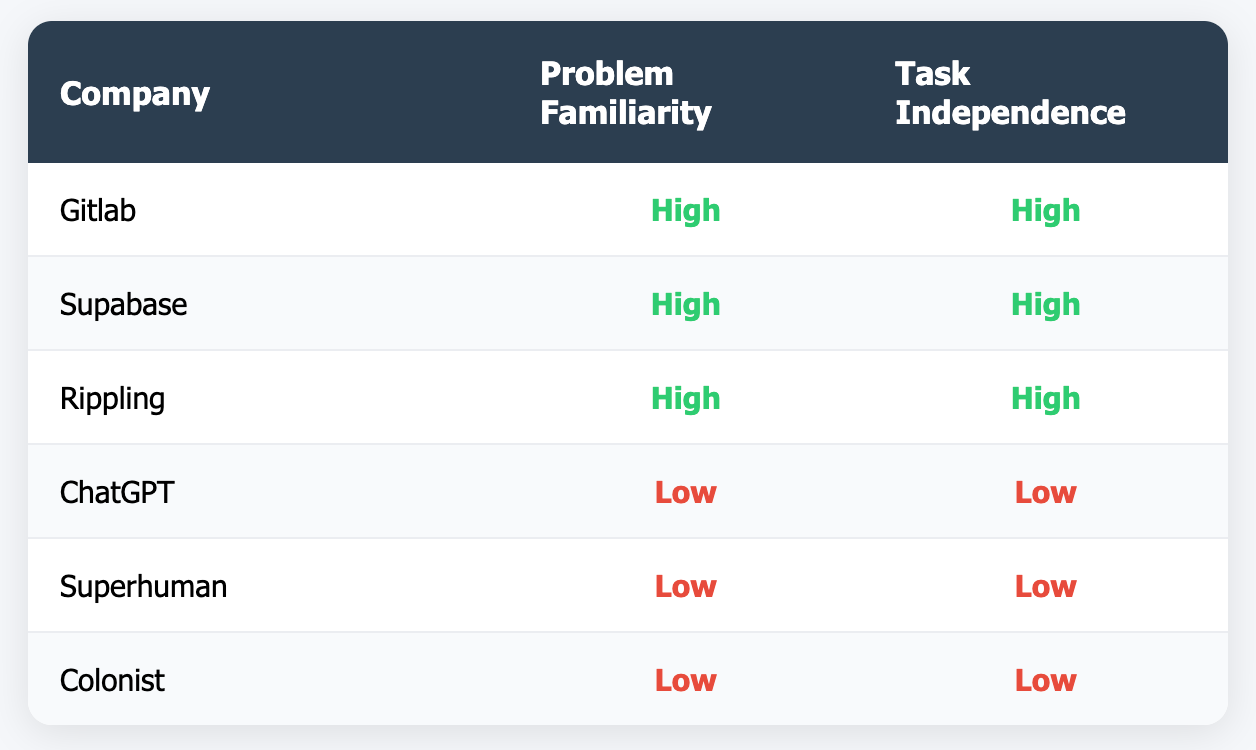 Company
Problem
Familiarity
Task
Independence
Gitlab High High
Supabase High High
Rippling High High
ChatGPT Low Low
Superhuman Low Low
Colonist Low Low